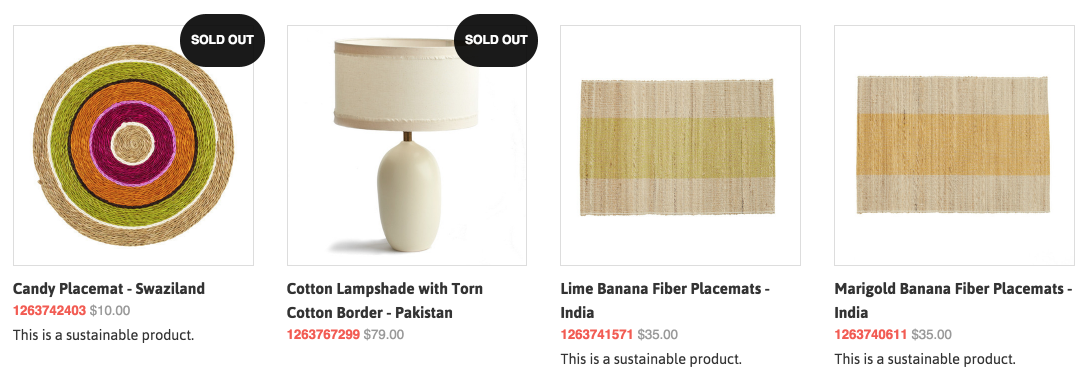 SOLD OUT
SOLD OUT
Candy Placemat - Swaziland
1263742403 $10.00
This is a sustainable product.
Cotton Lampshade with Torn
Cotton Border - Pakistan
1263767299 $79.00
Lime Banana Fiber Placemats -
India
1263741571 $35.00
This is a sustainable product.
Marigold Banana Fiber Placemats -
India
1263740611 $35.00
This is a sustainable product.